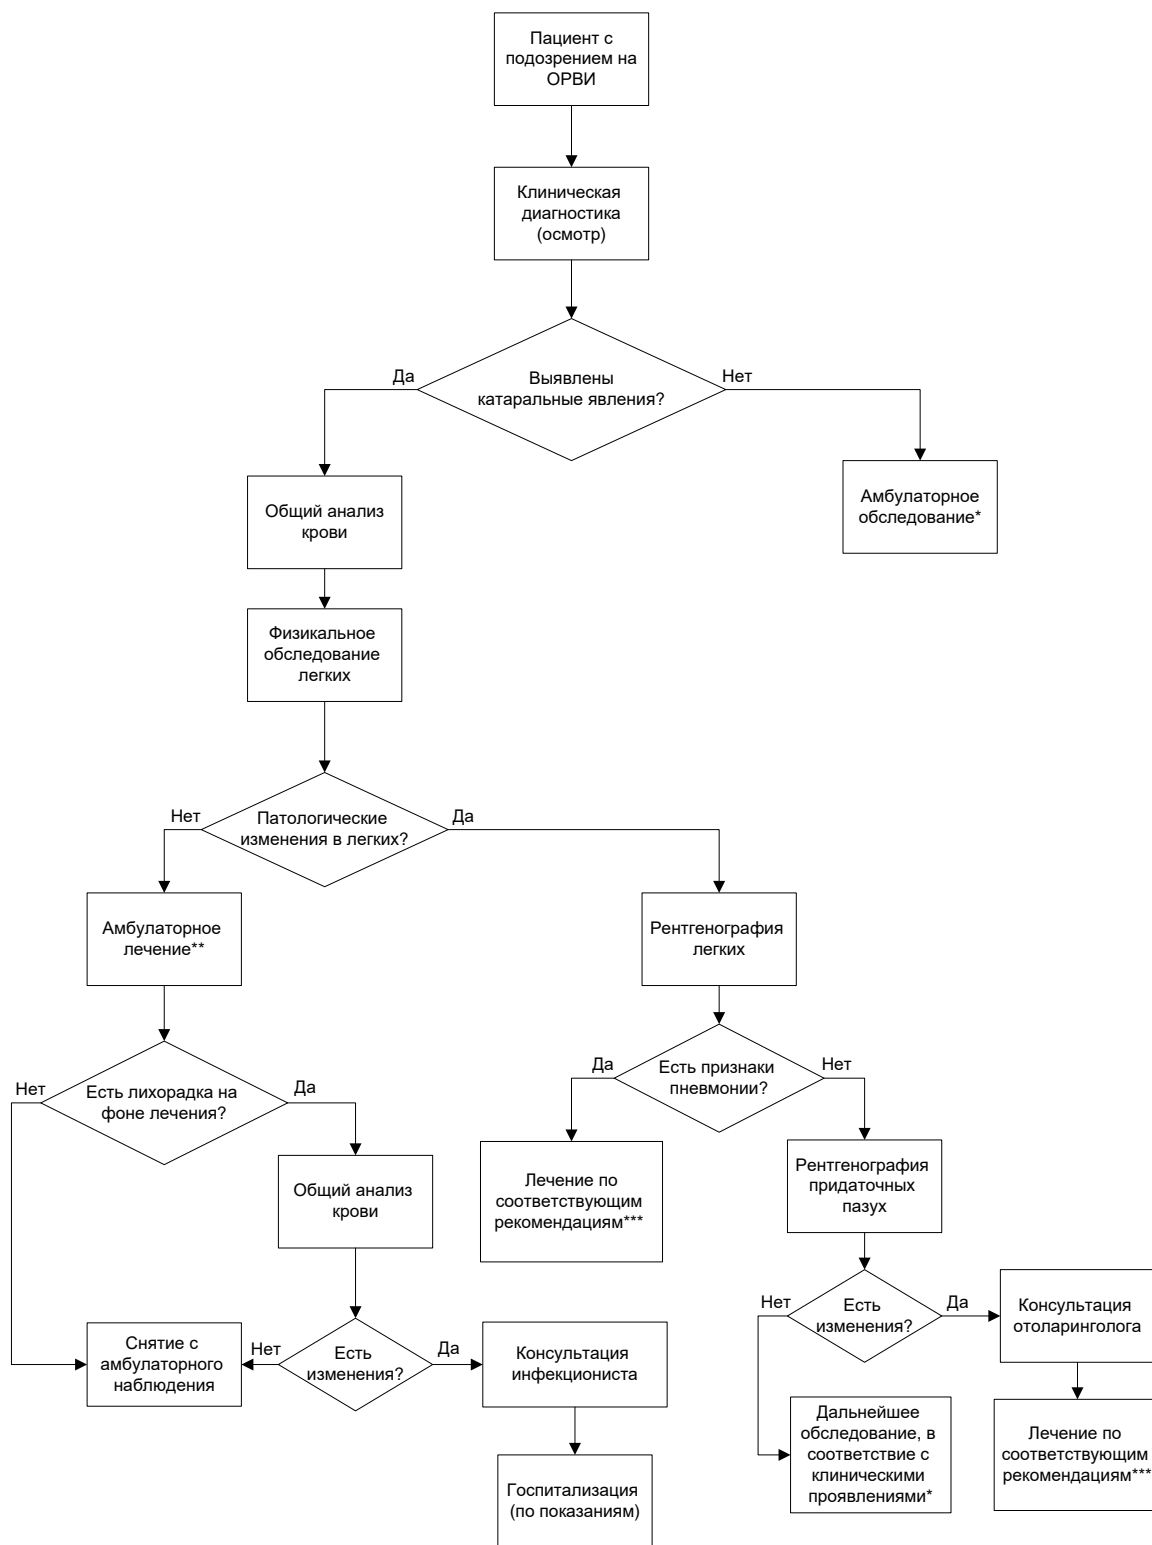 Пациент с
подозрением на
ОРВИ
Клиническая
диагностика
(осмотр)
Выявлены
катаральные явления?
Да
Нет
Общий анализ
крови
Амбулаторное
обследование*
Физикальное
обследование
легких
Патологические
изменения в легких?
Нет
Да
Амбулаторное
лечение**
Рентгенография
легких
Есть лихорадка на
фоне лечения?
Нет
Да
Есть признаки
пневмонии?
Да
Нет
Общий анализ
крови
Лечение по
соответствующим
рекомендациям***
Рентгенография
придаточных
пазух
Снятие с
амбулаторного
наблюдения
Нет
Есть
изменения?
Да
Консультация
инфекциониста
Нет
Есть
изменения?
Да
Консультация
отоларинголога
Госпитализация
(по показаниям)
Дальнейшее
обследование, в
соответствие с
клиническими
проявлениями*
Лечение по
соответствующим
рекомендациям***